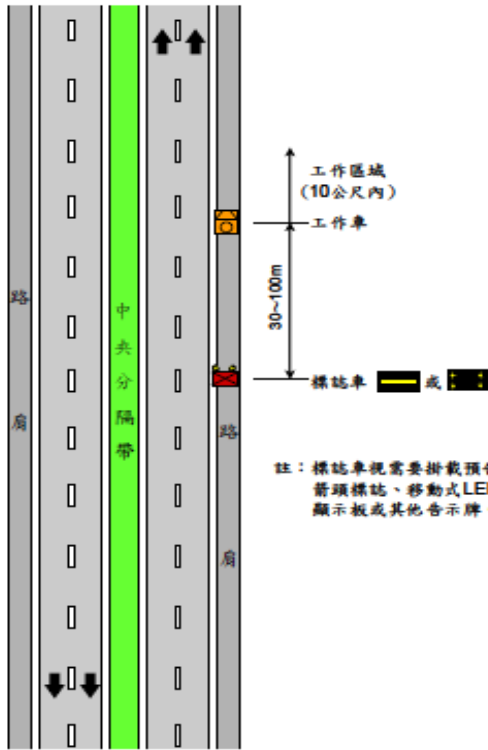 工作區域
(10公尺內)
工作車
30~100m
路肩
中央分隔帶
標誌車 或
路肩
註：標誌車視需要掛載預告
箭頭標誌、移動式LED
顯示板或其他告示牌